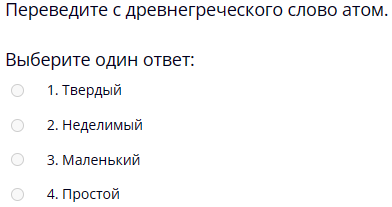 Переведите с древнегреческого слово атом.
Выберите один ответ:
1. Твердый
2. Неделимый
3. Маленький
4. Простой